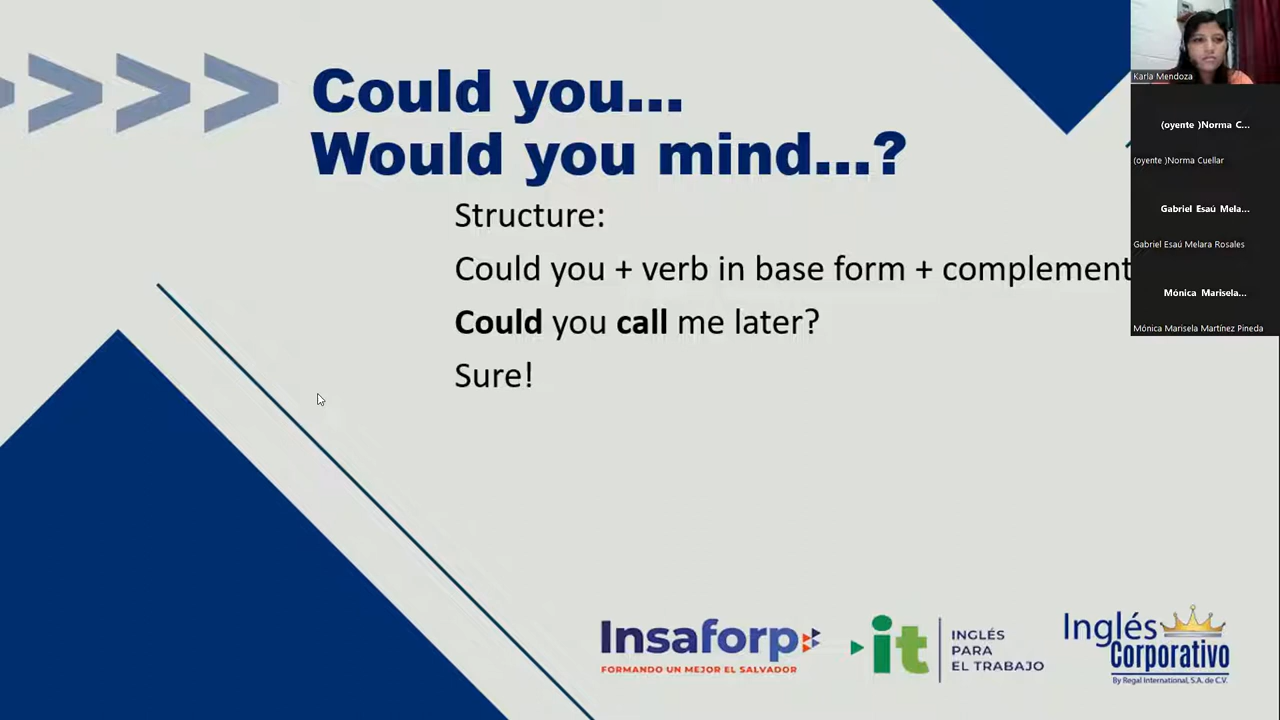 Could you...
Would you mind...?
Structure:
Could you + verb in base form + complement
Could you call me later?
Sure!
Karla Mendoza
(oyente )Norma C...
(oyente )Norma Cuellar
Gabriel Esaú Mela...
Gabriel Esaú Melara Rosales
Mónica Marisela...
Mónica Marisela Martínez Pineda
Insaforp
FORMANDO UN MEJOR EL SALVADOR
it
INGLÉS
PARA
EL TRABAJO
Inglés
Corporativo
By Regal International, S.A. de C.V.